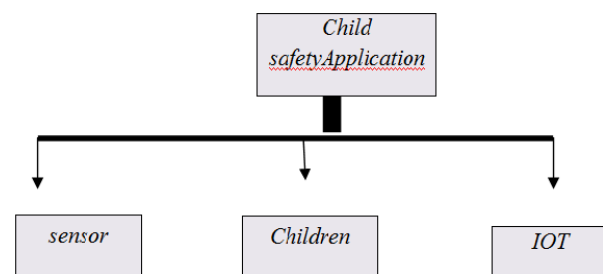 Child
safetyApplication
sensor
Children
IOT